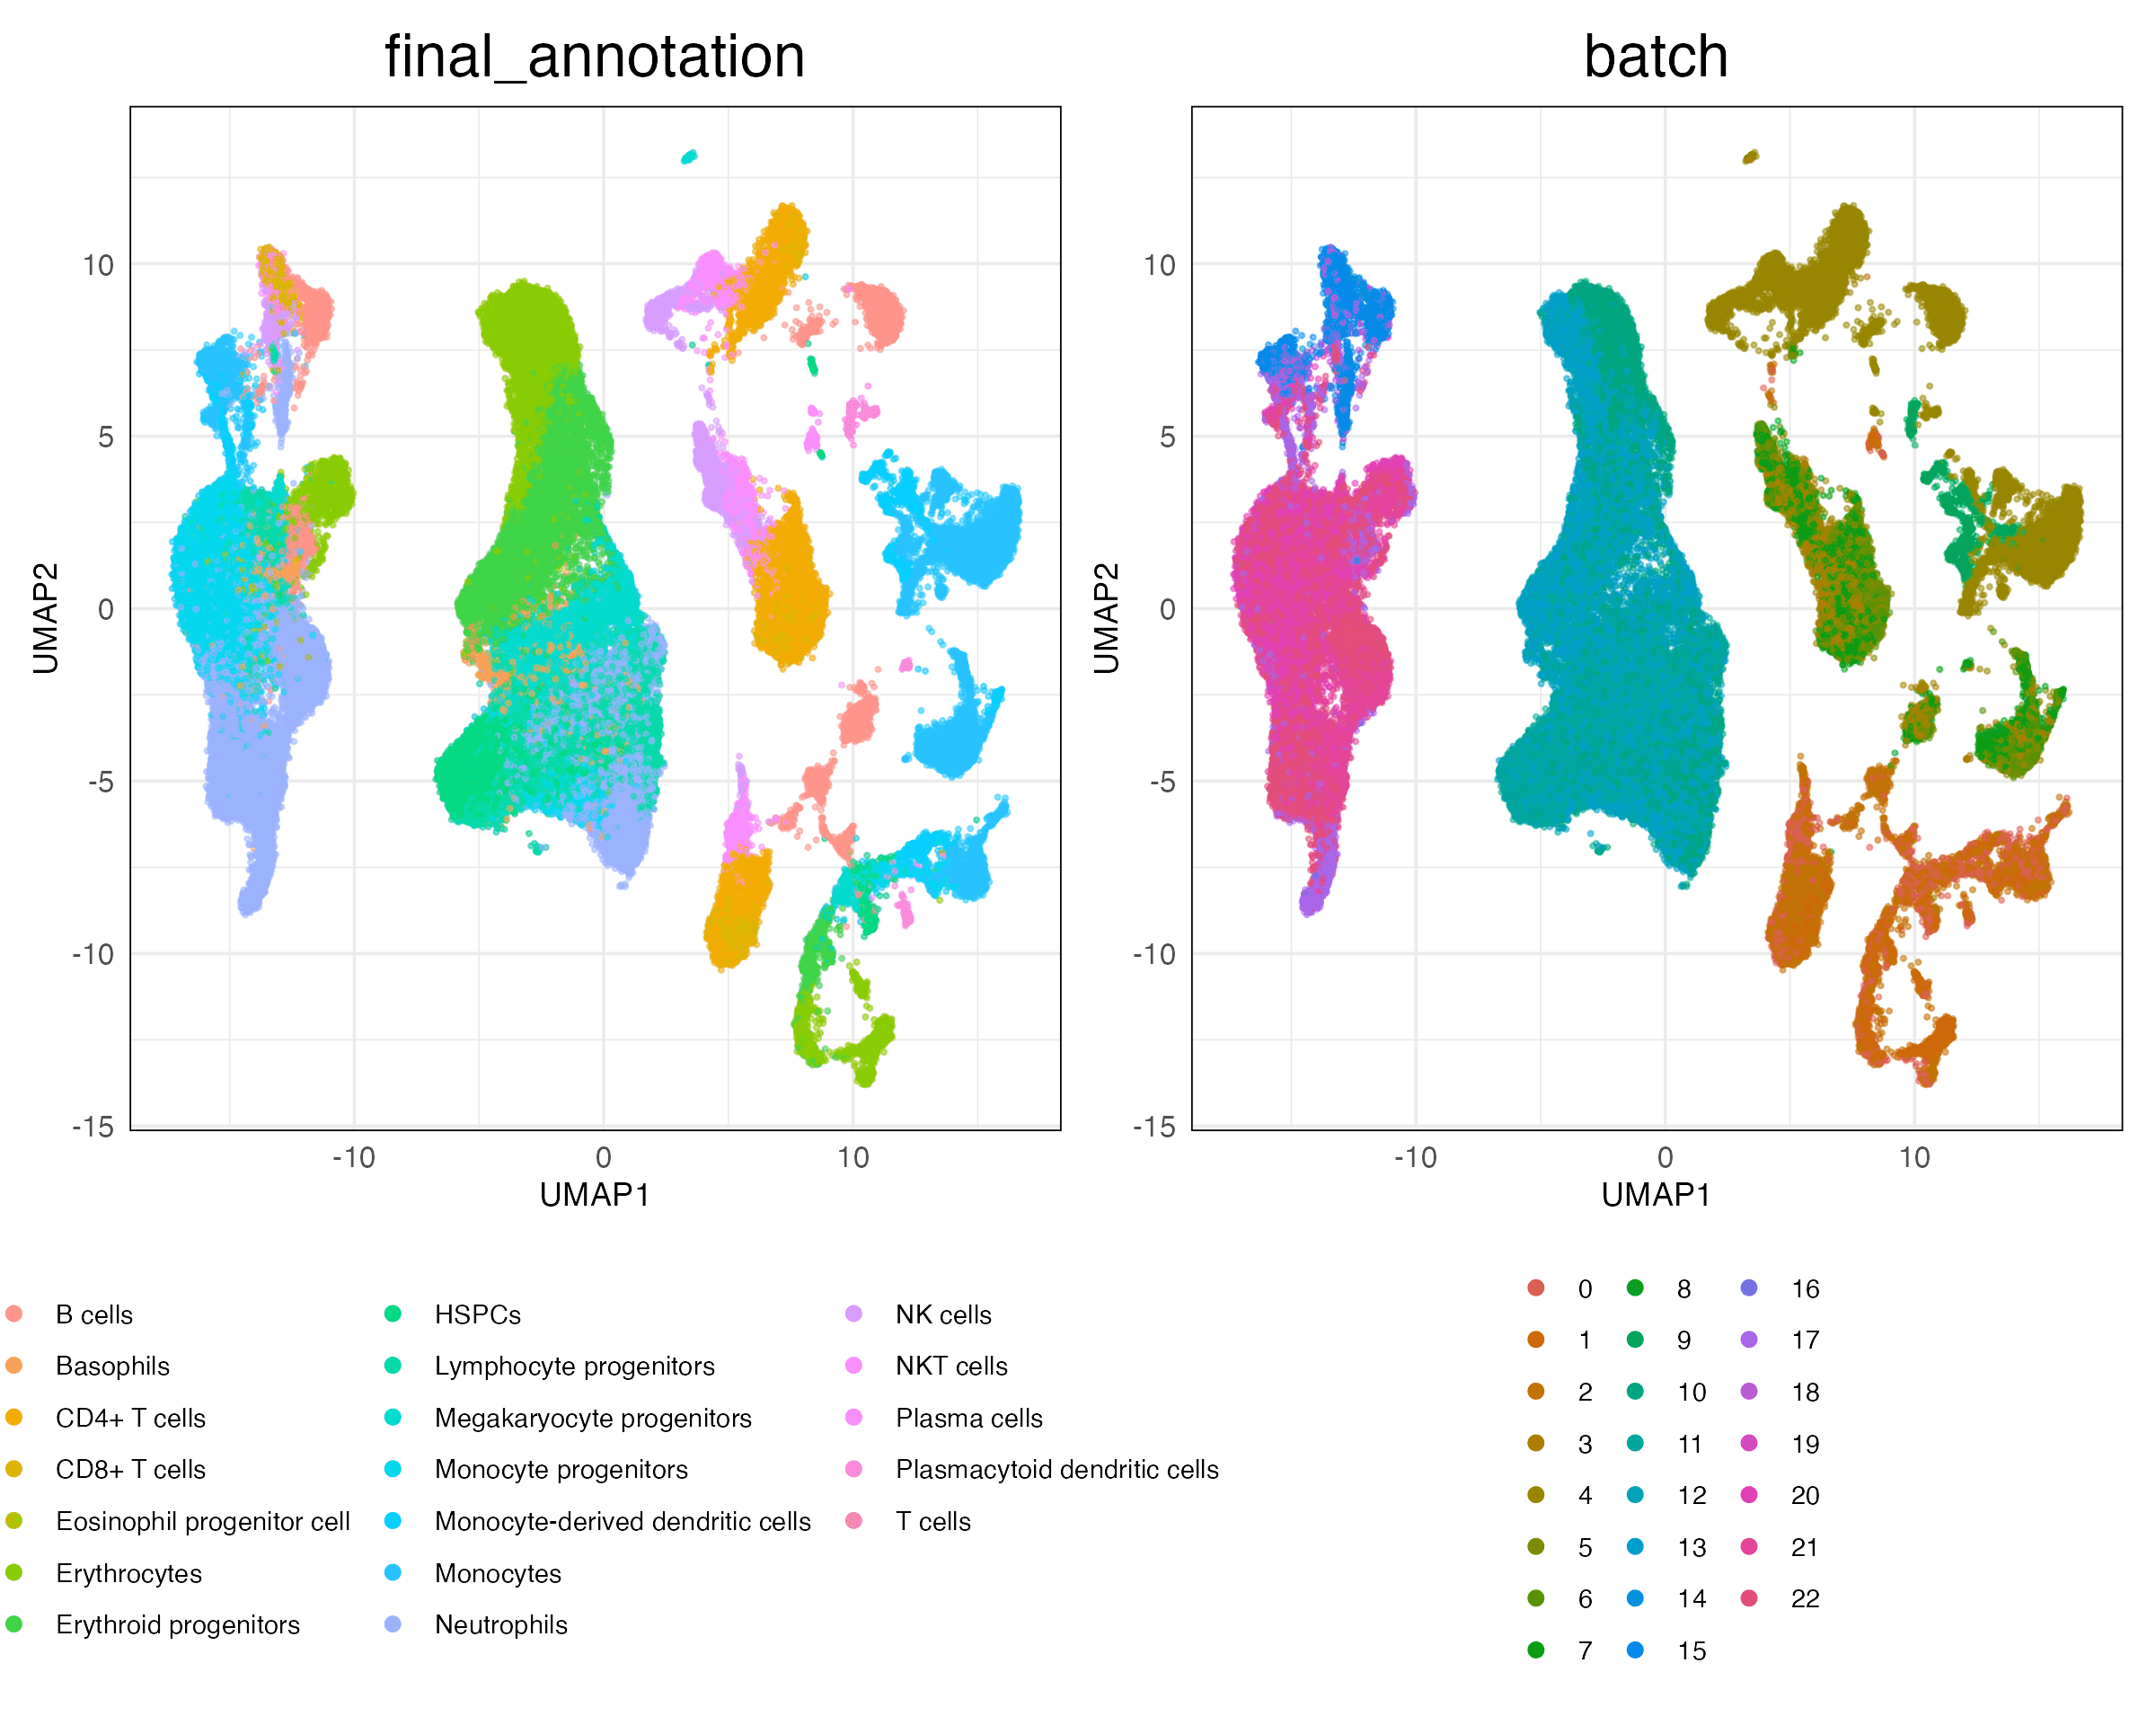 final_annotation
batch
10
5
0
-5
-10
-15
UMAP2
-10 0 10
UMAP1
10
5
0
-5
-10
-15
UMAP2
-10 0 10
UMAP1
B cells
Basophils
CD4+ T cells
CD8+ T cells
Eosinophil progenitor cell
Erythrocytes
Erythroid progenitors
HSPCs
Lymphocyte progenitors
Megakaryocyte progenitors
Monocyte progenitors
Monocyte-derived dendritic cells
Monocytes
Neutrophils
NK cells
NKT cells
Plasma cells
Plasmacytoid dendritic cells
T cells
0
1
2
3
4
5
6
7
8
9
10
11
12
13
14
15
16
17
18
19
20
21
22